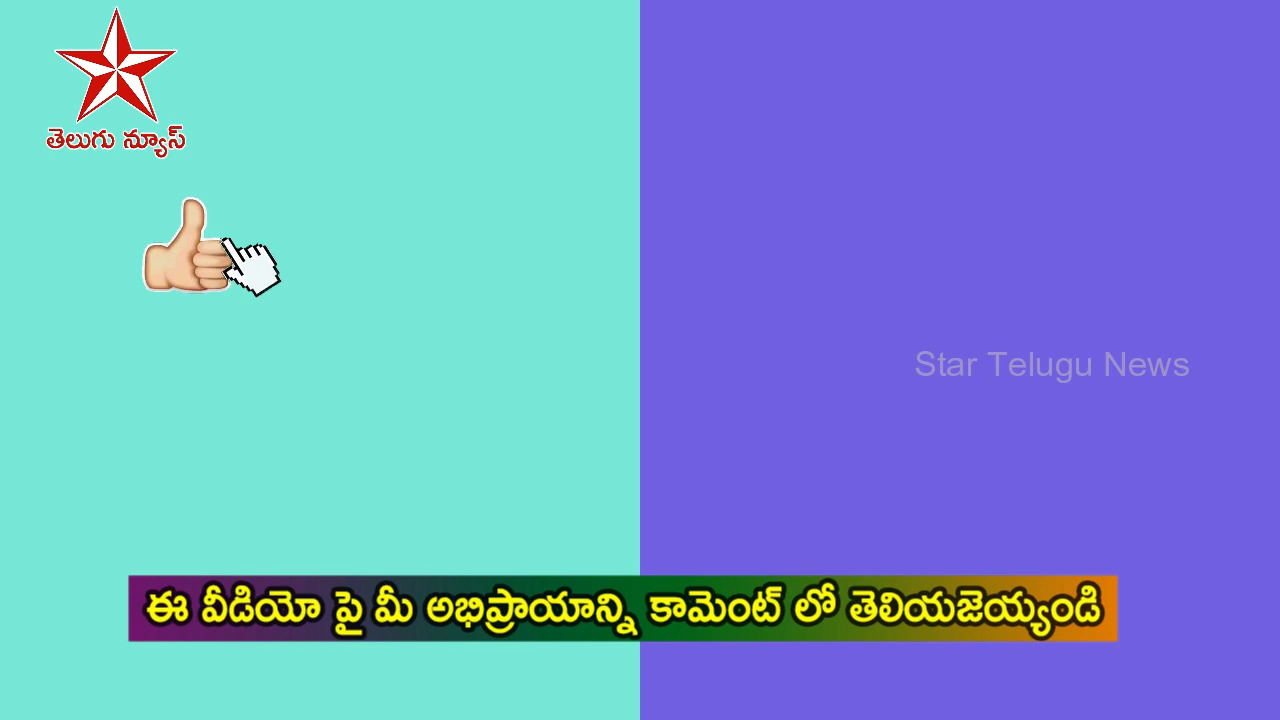 తెలుగు న్యూస్
Star Telugu News
ఈ వీడియో పై మీ అభిప్రాయాన్ని కామెంట్ లో తెలియజెయ్యండి